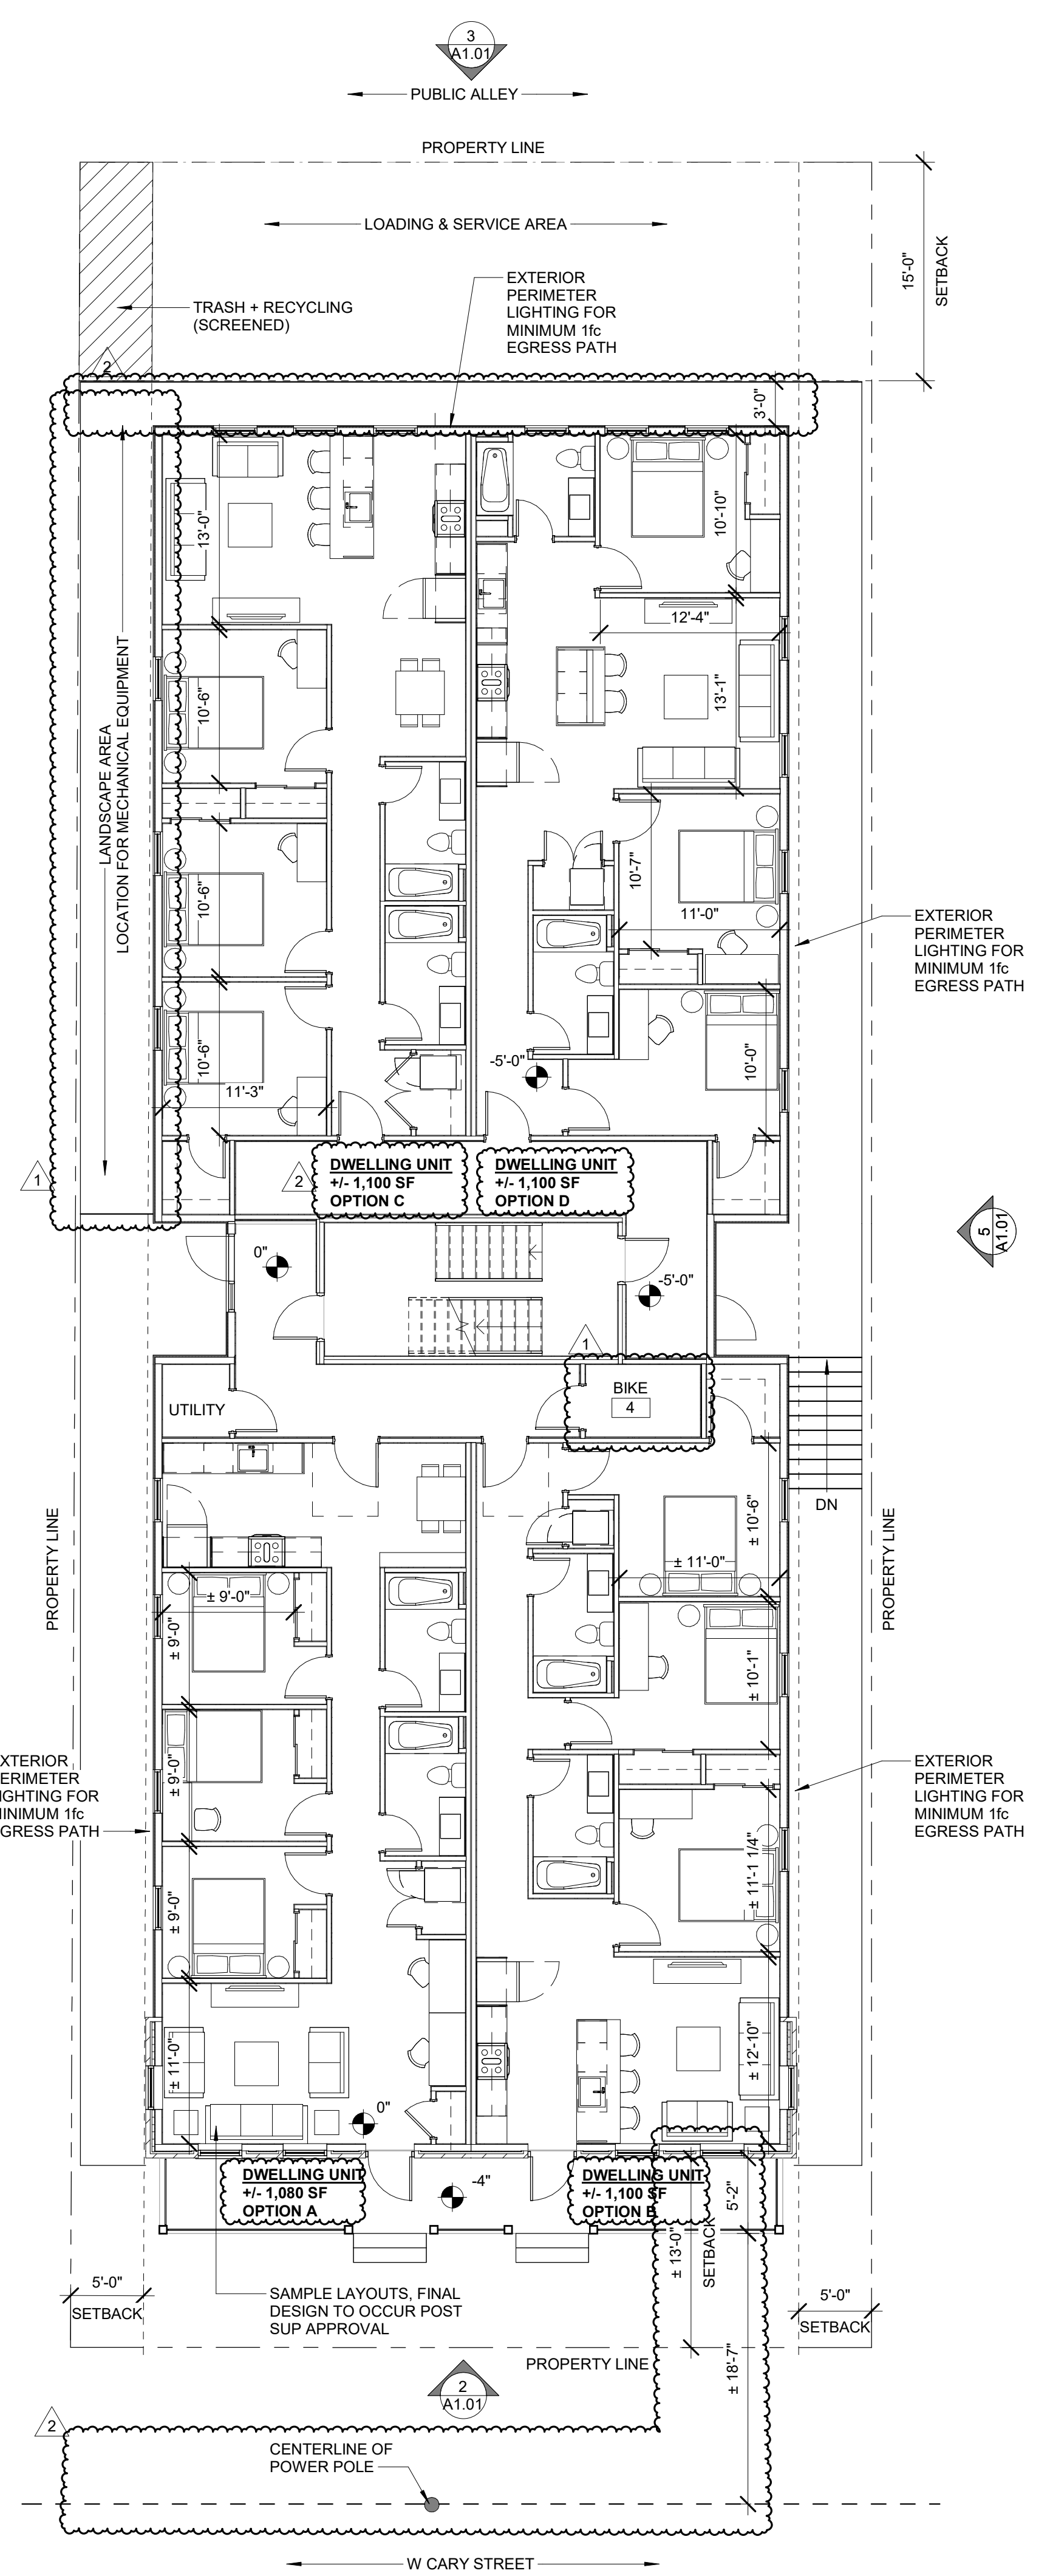 3
A1.01
PUBLIC ALLEY
PROPERTY LINE
LOADING & SERVICE AREA
15'-0"
SETBACK
TRASH + RECYCLING
(SCREENED)
EXTERIOR
PERIMETER
LIGHTING FOR
MINIMUM 1fc
EGRESS PATH
2
3'-0"
13'-0"
10'-10"
12'-4"
13'-1"
10'-6"
LANDSCAPE AREA
LOCATION FOR MECHANICAL EQUIPMENT
10'-6"
10'-7"
11'-0"
EXTERIOR
PERIMETER
LIGHTING FOR
MINIMUM 1fc
EGRESS PATH
10'-6"
11'-3"
-5'-0"
10'-0"
1
2
DWELLING UNIT
+/- 1,100 SF
OPTION C
DWELLING UNIT
+/- 1,100 SF
OPTION D
5
A1.01
0"
-5'-0"
1
BIKE
4
UTILITY
DN
PROPERTY LINE
PROPERTY LINE
± 10'-6"
± 11'-0"
± 9'-0"
± 9'-0"
± 10'-1"
± 9'-0"
XTERIOR
ERIMETER
IGHTING FOR
INIMUM 1fc
GRESS PATH
EXTERIOR
PERIMETER
LIGHTING FOR
MINIMUM 1fc
EGRESS PATH
± 11'-1 1/4"
± 9'-0"
± 11'-0"
± 12'-10"
0"
DWELLING UNIT
+/- 1,080 SF
OPTION A
-4"
DWELLING UNIT
+/- 1,100 SF
OPTION B
5'-2"
± 13'-0"
SETBACK
5'-0"
SETBACK
SAMPLE LAYOUTS, FINAL
DESIGN TO OCCUR POST
SUP APPROVAL
5'-0"
SETBACK
PROPERTY LINE
± 18'-7"
2
A1.01
2
CENTERLINE OF
POWER POLE
W CARY STREET